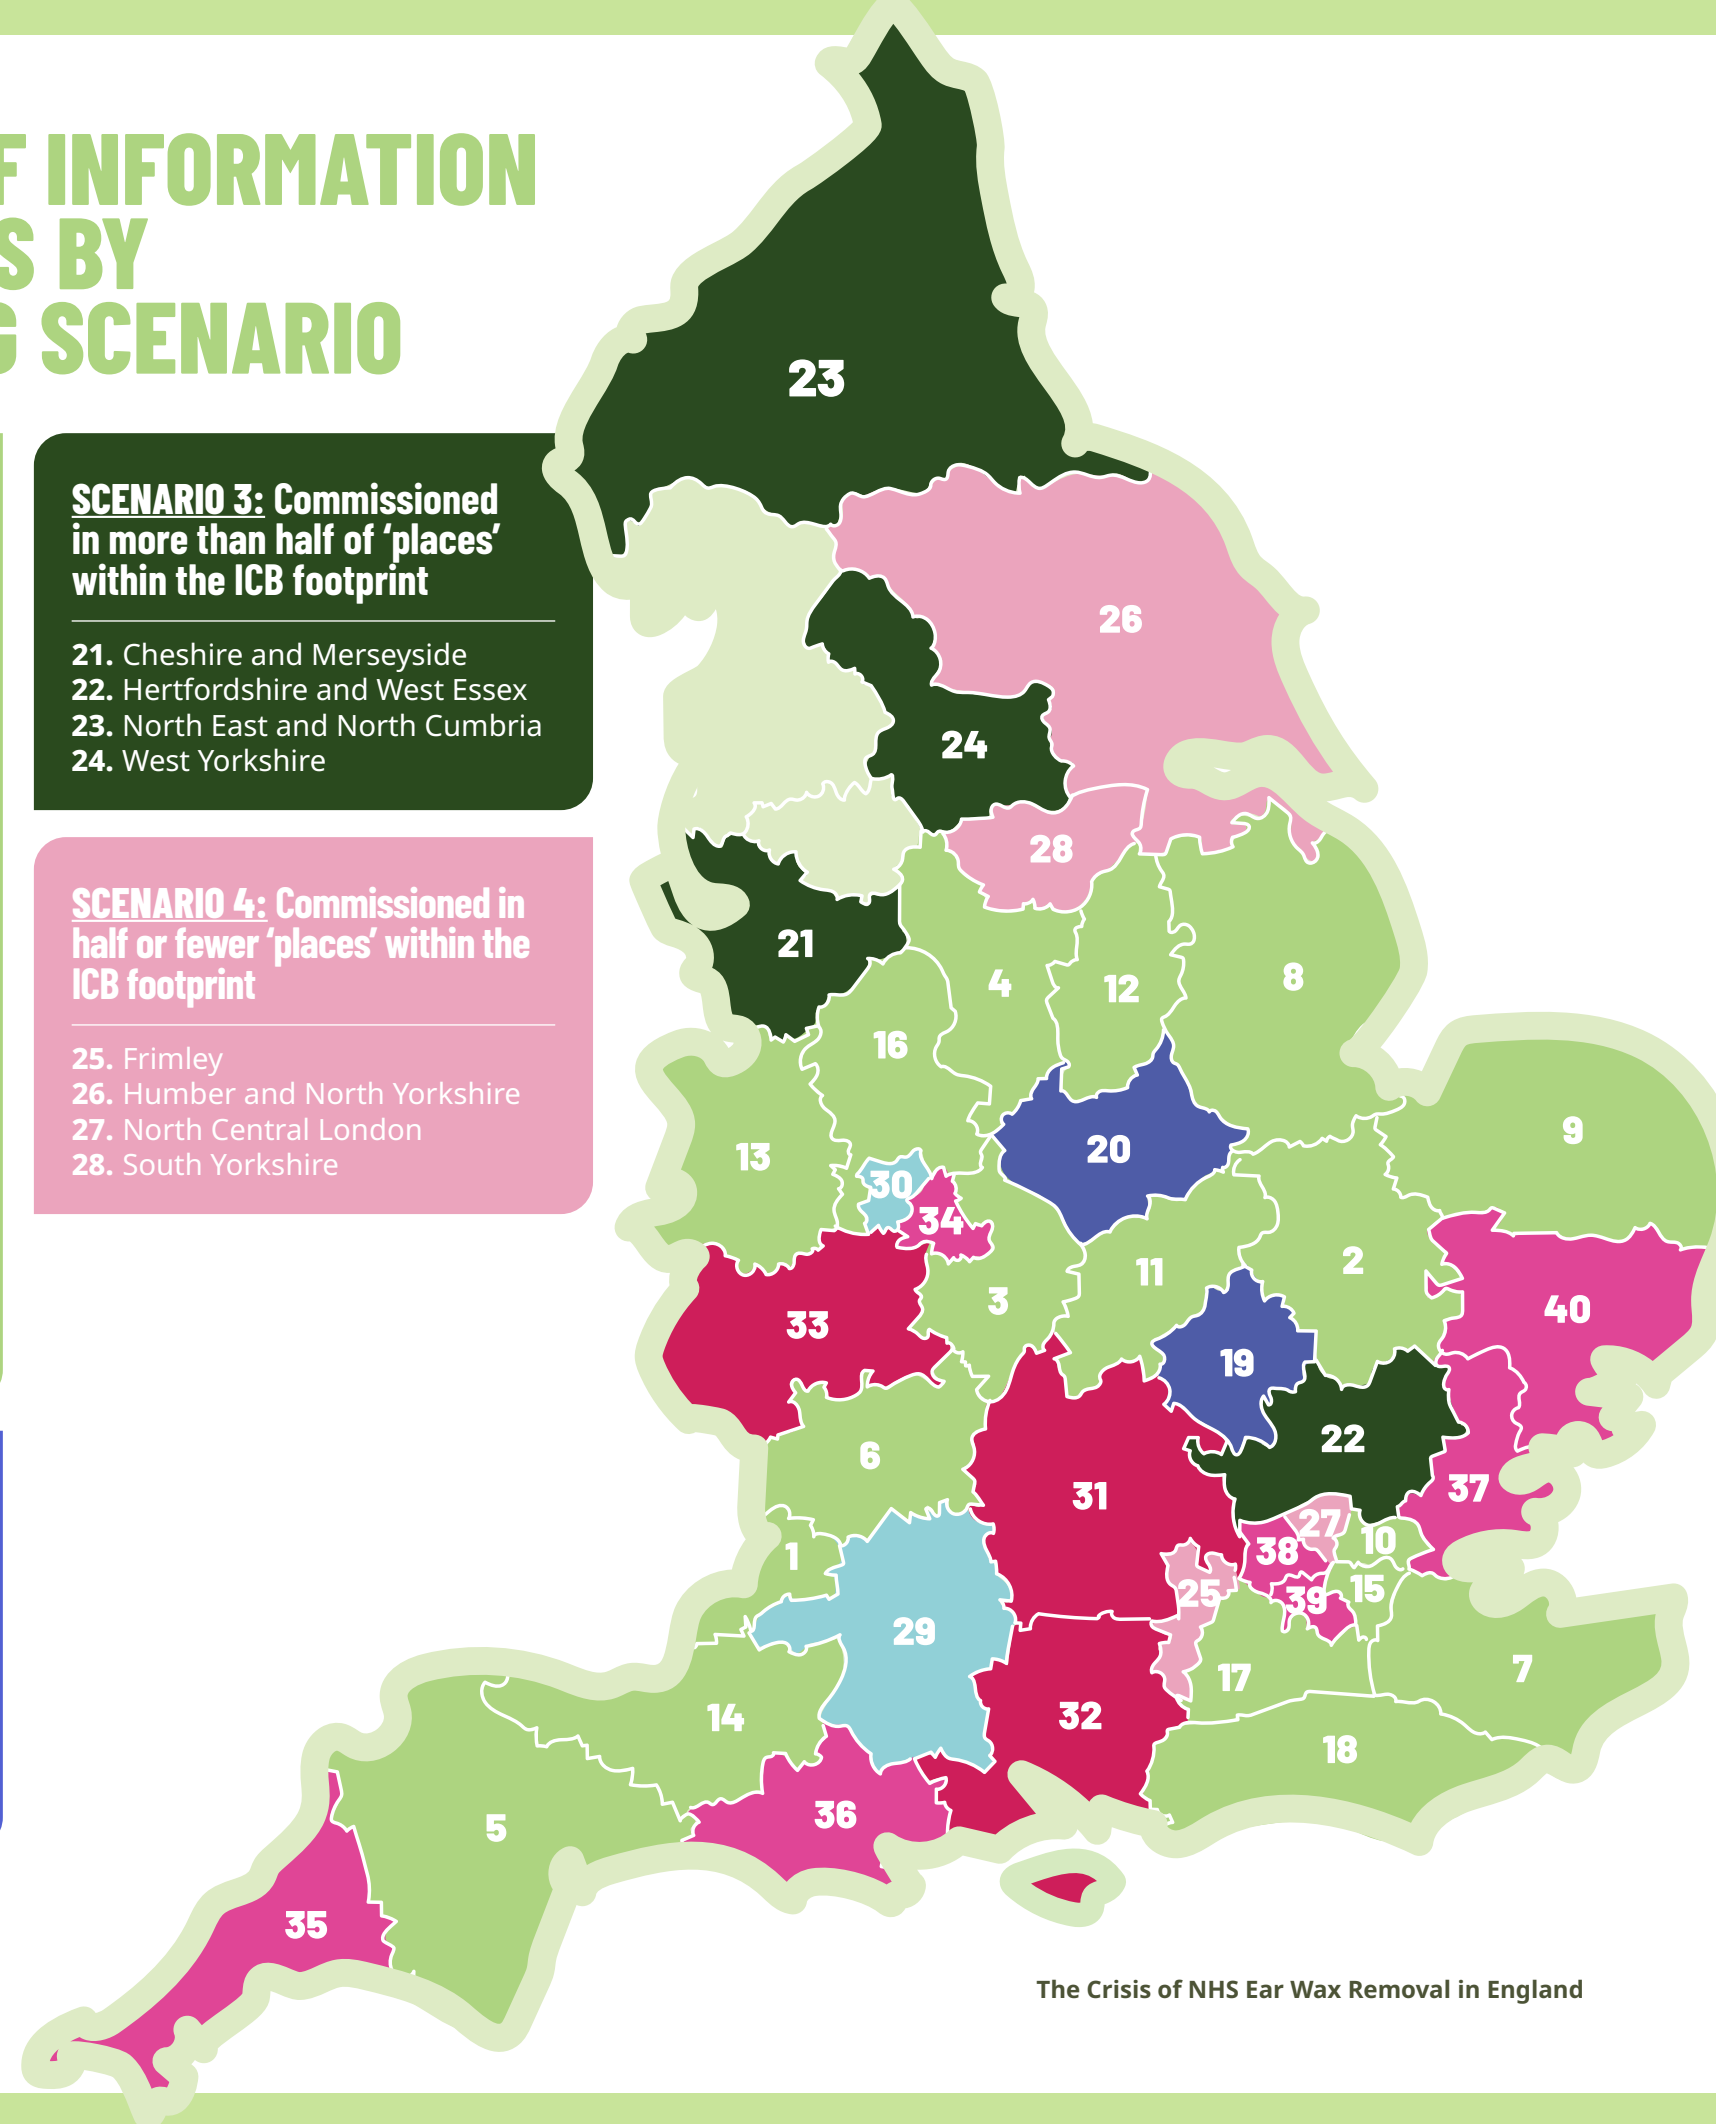 F INFORMATION
S BY
G SCENARIO
SCENARIO 3: Commissioned
in more than half of ‘places’
within the ICB footprint
21. Cheshire and Merseyside
22. Hertfordshire and West Essex
23. North East and North Cumbria
24. West Yorkshire
SCENARIO 4: Commissioned in
half or fewer ‘places’ within the
ICB footprint
25. Frimley
26. Humber and North Yorkshire
27. North Central London
28. South Yorkshire
23
26
24
28
21
4
12
8
16
9
13
20
30
34
11
2
3
40
33
19
22
6
31
37
27
10
38
1
25
39
15
29
17
7
14
32
18
36
5
35
The Crisis of NHS Ear Wax Removal in England